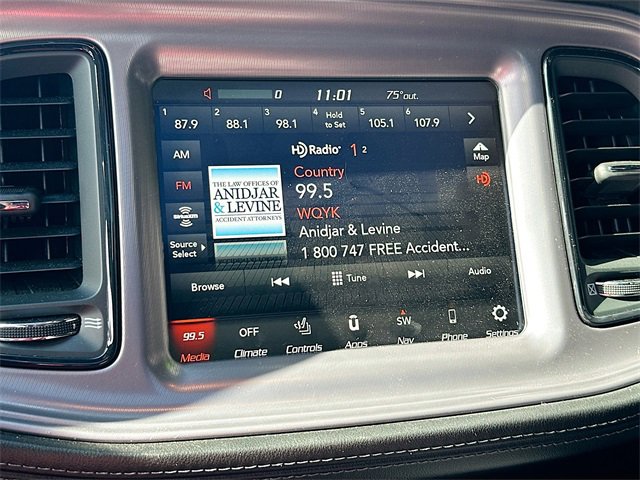 0 11:01 75°out.
1 87.9 2 88.1 3 98.1 4 Hold to Set 5 105.1 6 107.9
AM
HD Radio 1 2
Map
FM
Country
HD
99.5
THE LAW OFFICES OF
ANIDJAR
& LEVINE
ACCIDENT ATTORNEYS
WQYK
SiriusXM
Anidjar & Levine
Source
Select
1 800 747 FREE Accident...
Browse Tune Audio
99.5 OFF SW
Media Climate Controls Apps Nav Phone Settings